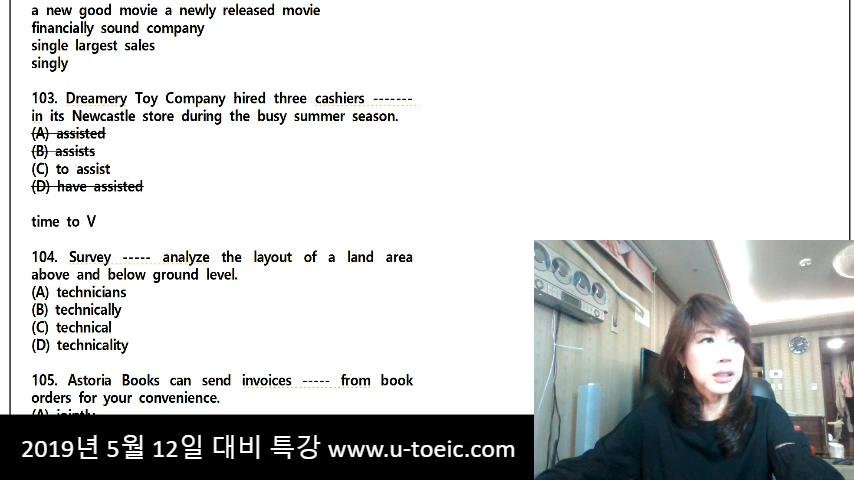 a new good movie a newly released movie
financially sound company
single largest sales
singly
103. Dreamery Toy Company hired three cashiers -------
in its Newcastle store during the busy summer season.
(A) assisted
(B) assists
(C) to assist
(D) have assisted
time to V
104. Survey ----- analyze the layout of a land area
above and below ground level.
(A) technicians
(B) technically
(C) technical
(D) technicality
105. Astoria Books can send invoices ----- from book
orders for your convenience.
(A) jointly
2019년 5월 12일 대비 특강 www.u-toeic.com